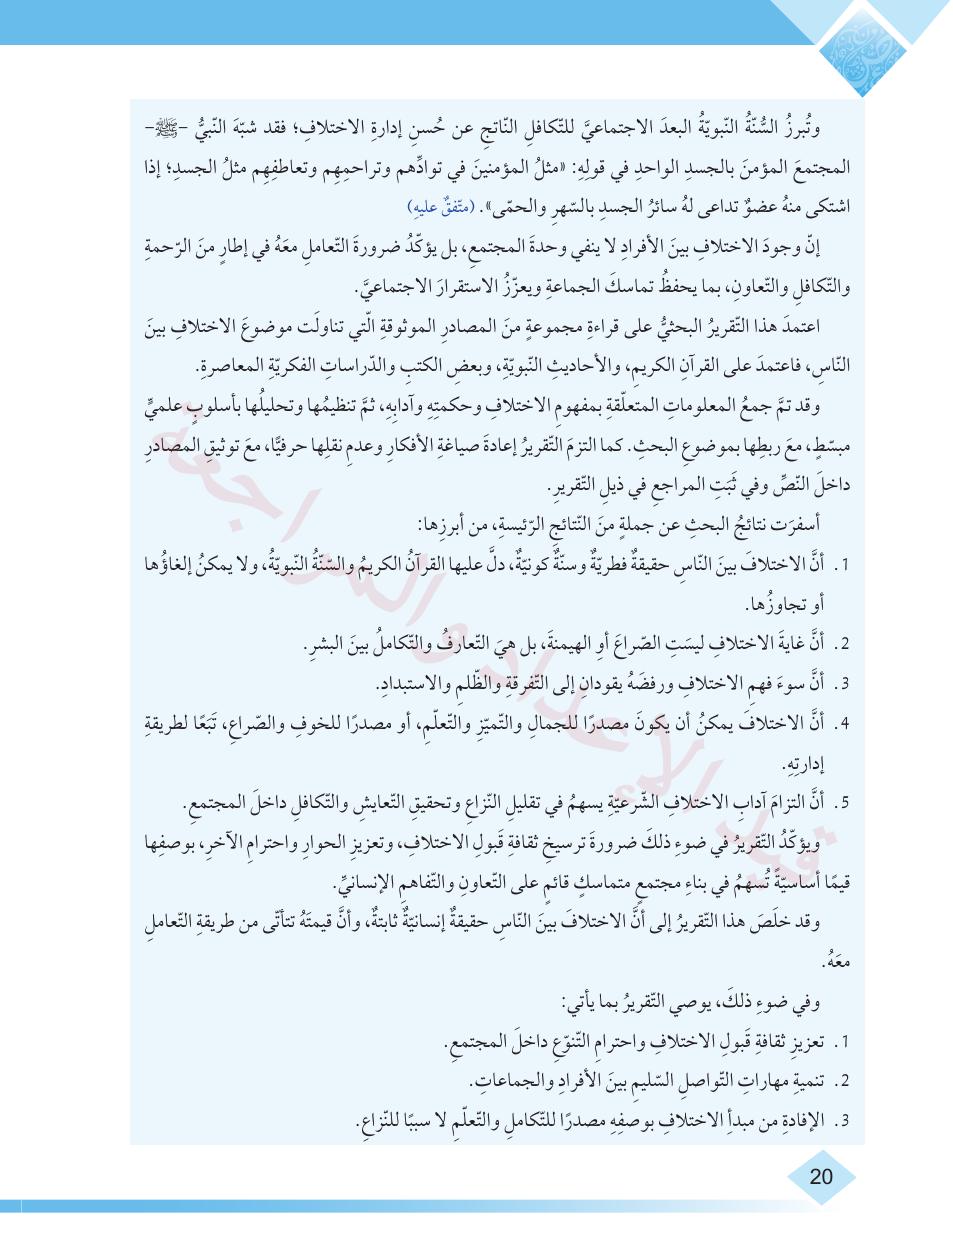 وتُبرزُ السُّنّةُ النّبويّةُ البعدَ الاجتماعيَّ للتّكافلِ النّاتجِ عن حُسنِ إدارةِ الاختلافِ؛ فقد شبّهَ النّبيُّ –ﷺ–
المجتمعَ المؤمنَ بالجسدِ الواحدِ في قولِهِ: «مثلُ المؤمنينَ في توادِّهم وتراحمِهِم وتعاطفِهِم مثلُ الجسدِ؛ إذا
اشتكى منهُ عضوٌ تداعى لهُ سائرُ الجسدِ بالسّهرِ والحمّى». (متّفقٌ عليهِ)
إنّ وجودَ الاختلافِ بينَ الأفرادِ لا ينفي وحدةَ المجتمعِ، بل يؤكّدُ ضرورةَ التّعاملِ معَهُ في إطارٍ منَ الرّحمةِ
والتّكافلِ والتّعاونِ، بما يحفظُ تماسكَ الجماعةِ ويعزّزُ الاستقرارَ الاجتماعيَّ.
اعتمدَ هذا التّقريرُ البحثيُّ على قراءةِ مجموعةٍ منَ المصادرِ الموثوقةِ الّتي تناولَت موضوعَ الاختلافِ بينَ
النّاسِ، فاعتمدَ على القرآنِ الكريمِ، والأحاديثِ النّبويّةِ، وبعضِ الكتبِ والدّراساتِ الفكريّةِ المعاصرةِ.
وقد تمَّ جمعُ المعلوماتِ المتعلّقةِ بمفهومِ الاختلافِ وحكمتِهِ وآدابِهِ، ثمَّ تنظيمُها وتحليلُها بأسلوبٍ علميٍّ
مبسّطٍ، معَ ربطِها بموضوعِ البحثِ. كما التزمَ التّقريرُ إعادةَ صياغةِ الأفكارِ وعدمِ نقلِها حرفيًّا، معَ توثيقِ المصادرِ
داخلَ النّصِّ وفي ثَبَتِ المراجعِ في ذيلِ التّقريرِ.
أسفرَت نتائجُ البحثِ عن جملةٍ منَ النّتائجِ الرّئيسةِ، من أبرزِها:
1. أنَّ الاختلافَ بينَ النّاسِ حقيقةٌ فطريّةٌ وسنّةٌ كونيّةٌ، دلَّ عليها القرآنُ الكريمُ والسّنّةُ النّبويّةُ، ولا يمكنُ إلغاؤُها
أو تجاوزُها.
2. أنَّ غايةَ الاختلافِ ليسَتِ الصّراعَ أوِ الهيمنةَ، بل هيَ التّعارفُ والتّكاملُ بينَ البشرِ.
3. أنَّ سوءَ فهمِ الاختلافِ ورفضَهُ يقودانِ إلى التّفرقةِ والظّلمِ والاستبدادِ.
4. أنَّ الاختلافَ يمكنُ أن يكونَ مصدرًا للجمالِ والتّميّزِ والتّعلّمِ، أو مصدرًا للخوفِ والصّراعِ، تَبَعًا لطريقةِ
إدارتِهِ.
5. أنَّ التزامَ آدابِ الاختلافِ الشّرعيّةِ يسهمُ في تقليلِ النّزاعِ وتحقيقِ التّعايشِ والتّكافلِ داخلَ المجتمعِ.
ويؤكّدُ التّقريرُ في ضوءِ ذلكَ ضرورةَ ترسيخِ ثقافةِ قَبولِ الاختلافِ، وتعزيزِ الحوارِ واحترامِ الآخرِ، بوصفِها
قيمًا أساسيّةً تُسهمُ في بناءِ مجتمعٍ متماسكٍ قائمٍ على التّعاونِ والتّفاهمِ الإنسانيِّ.
وقد خلَصَ هذا التّقريرُ إلى أنَّ الاختلافَ بينَ النّاسِ حقيقةٌ إنسانيّةٌ ثابتةٌ، وأنَّ قيمتَهُ تتأتّى من طريقةِ التّعاملِ
معَهُ.
وفي ضوءِ ذلكَ، يوصي التّقريرُ بما يأتي:
1. تعزيزِ ثقافةِ قَبولِ الاختلافِ واحترامِ التّنوّعِ داخلَ المجتمعِ.
2. تنميةِ مهاراتِ التّواصلِ السّليمِ بينَ الأفرادِ والجماعاتِ.
3. الإفادةِ من مبدأِ الاختلافِ بوصفِهِ مصدرًا للتّكاملِ والتّعلّمِ لا سببًا للنّزاعِ.
قيد الإعداد والمراجعة
20